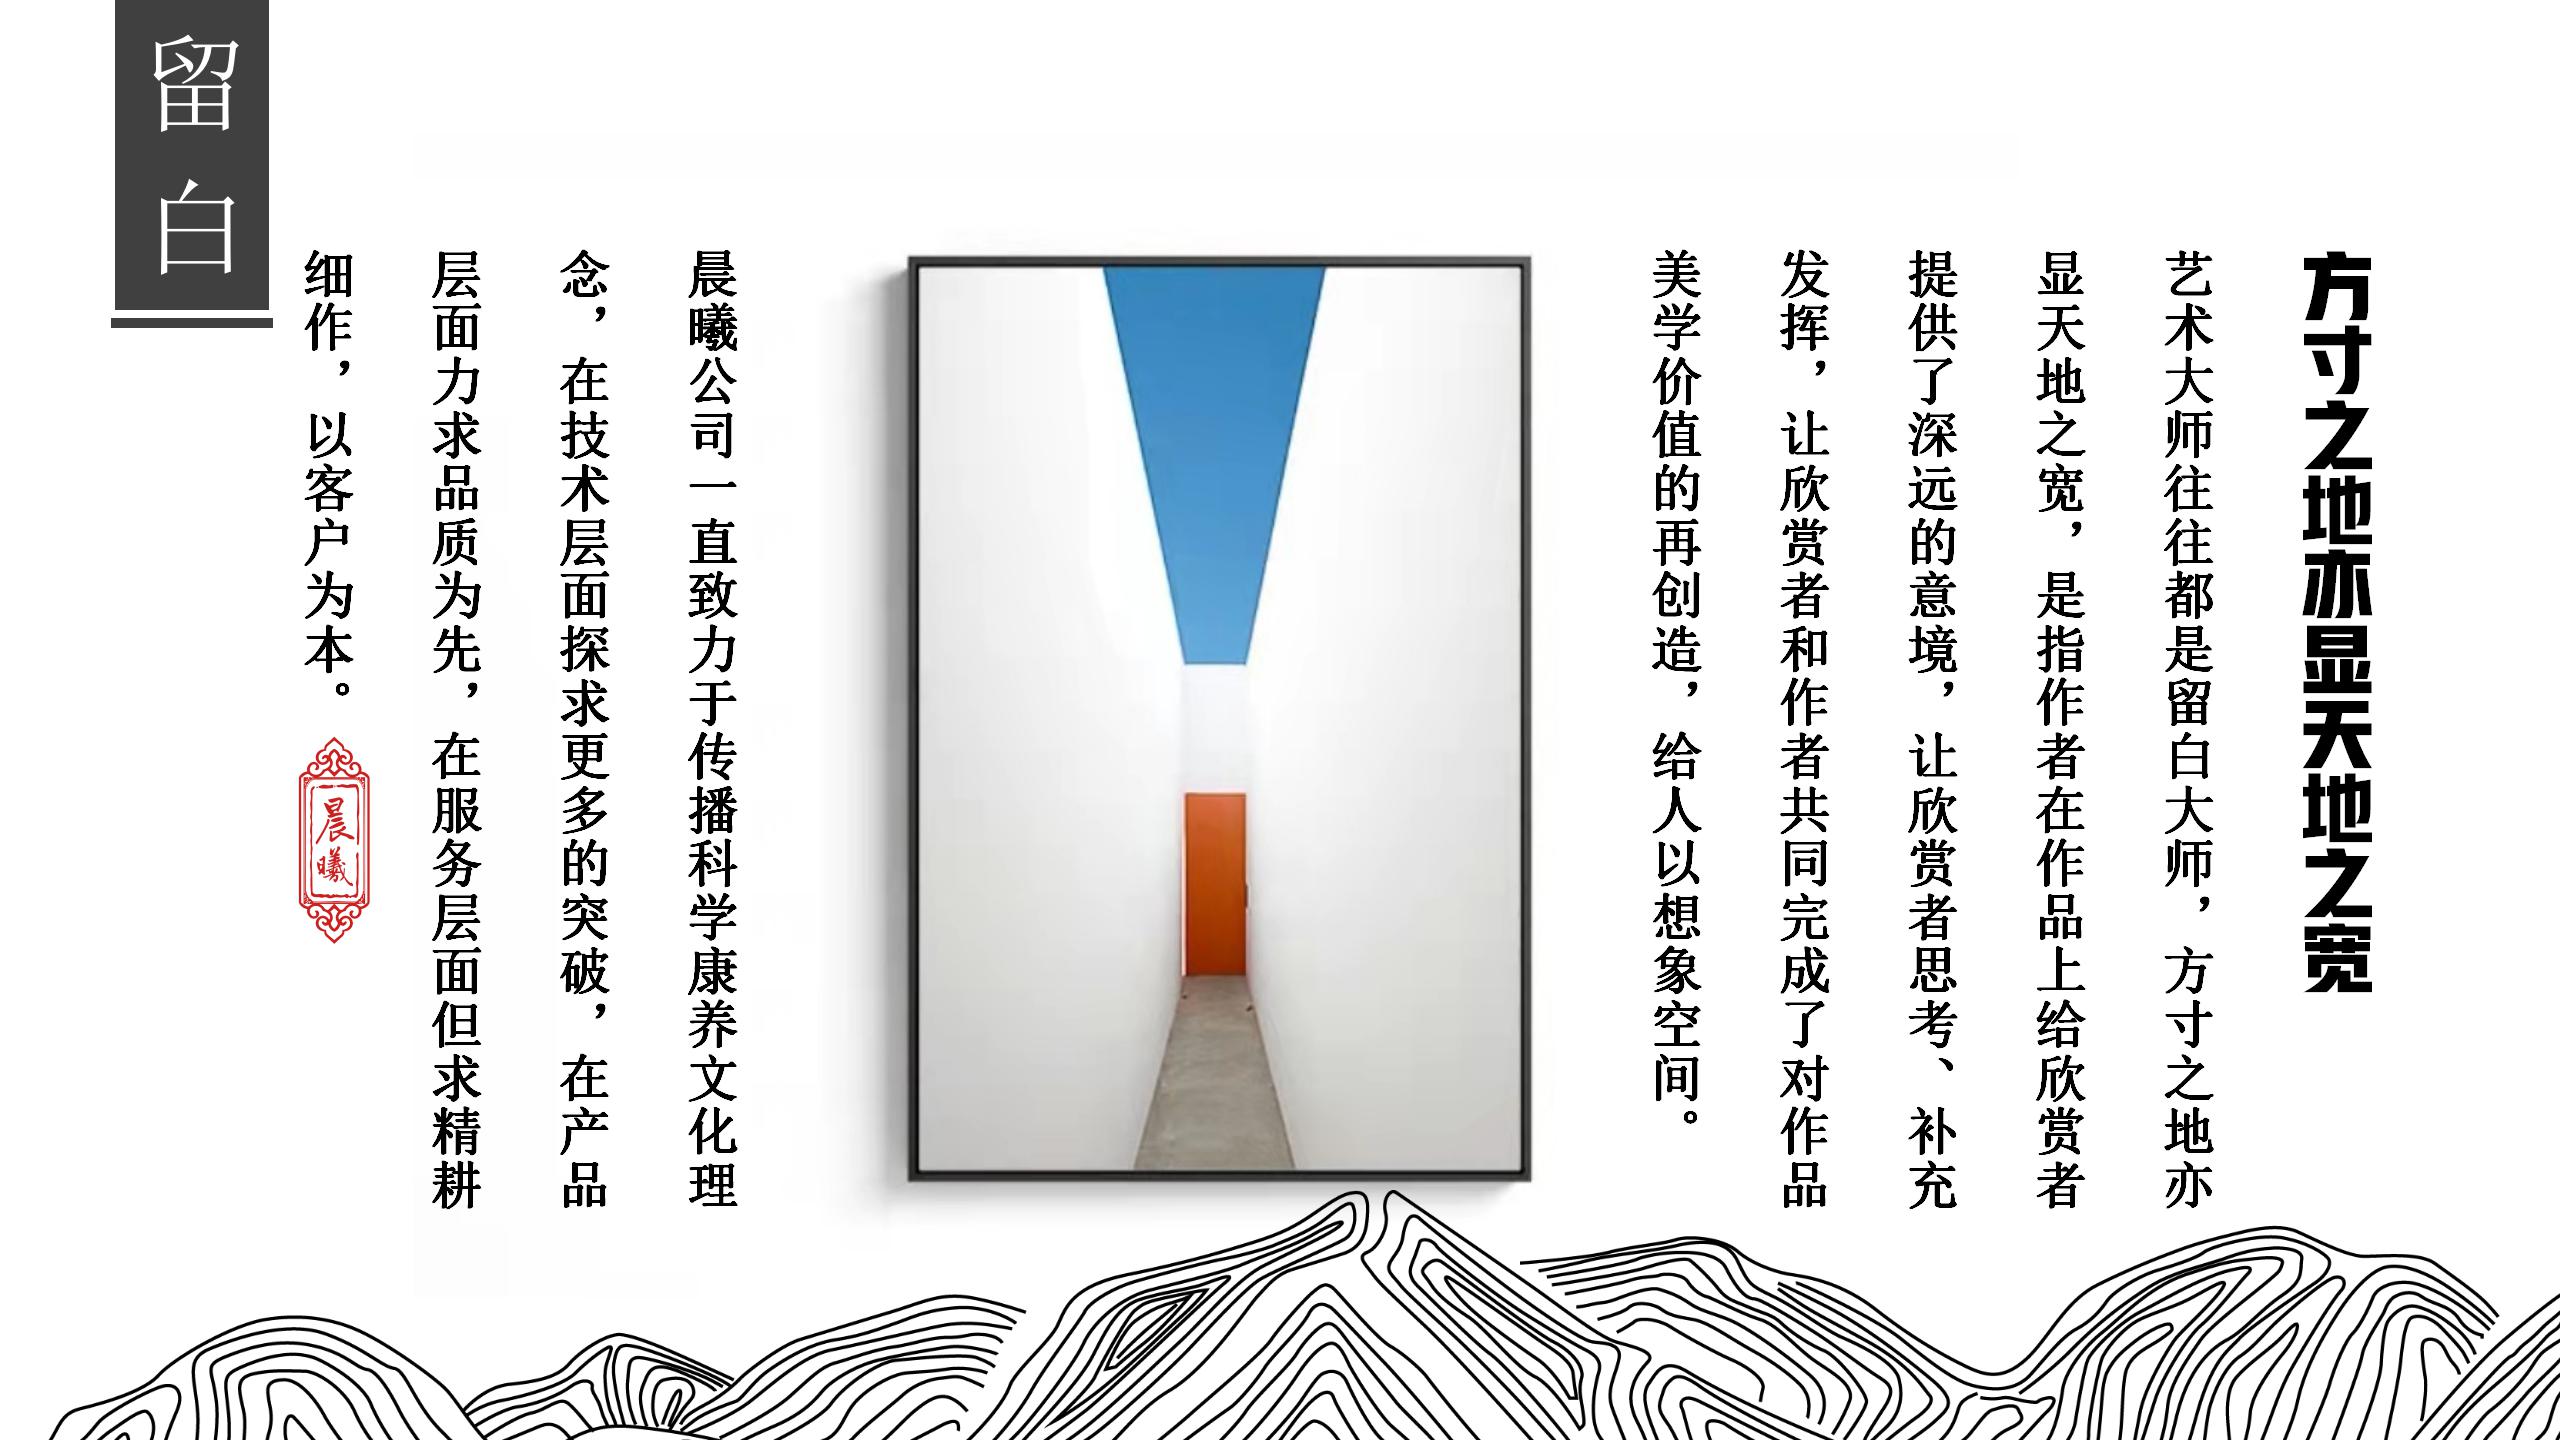 方寸之地亦显天地之宽
艺术大师往往都是留白大师，方寸之地亦
显天地之宽，是指作者在作品上给欣赏者
提供了深远的意境，让欣赏者思考、补充
发挥，让欣赏者和作者共同完成了对作品
美学价值的再创造，给人以想象空间。
晨曦公司一直致力于传播科学康养文化理
念，在技术层面探求更多的突破，在产品
层面力求品质为先，在服务层面但求精耕
细作，以客户为本。
晨曦
留白